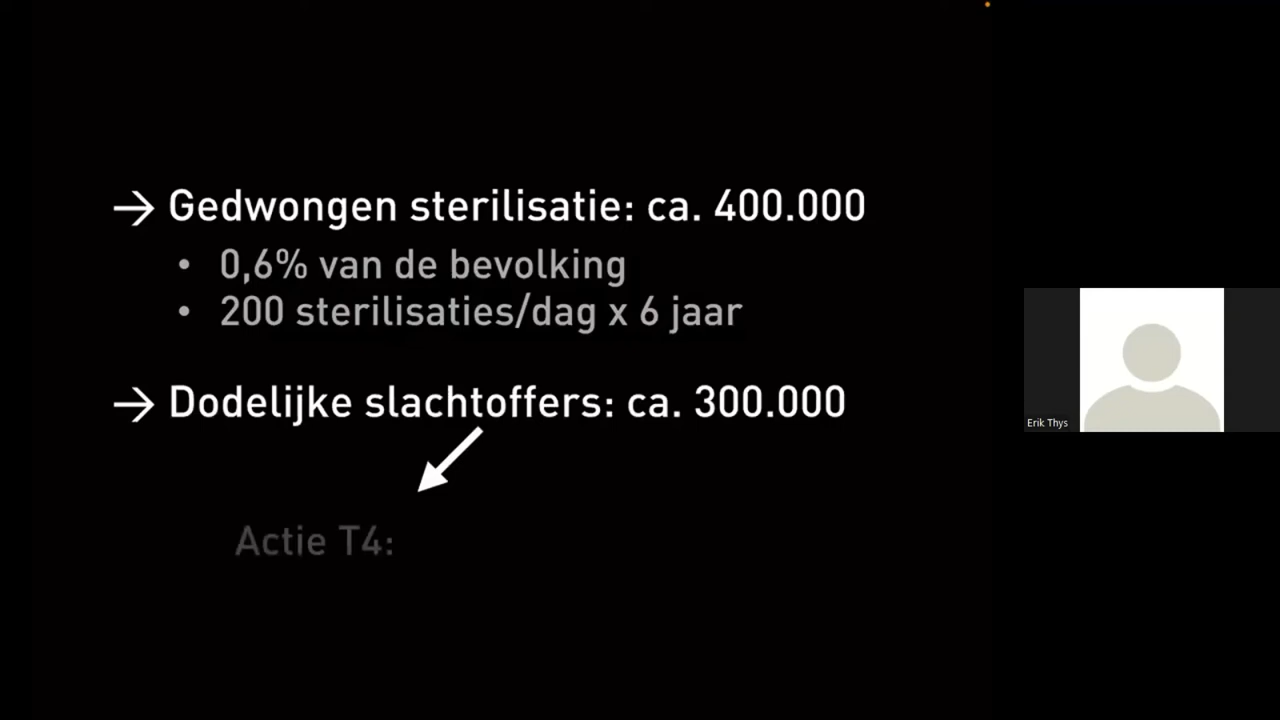 → Gedwongen sterilisatie: ca. 400.000
• 0,6% van de bevolking
• 200 sterilisaties/dag x 6 jaar
→ Dodelijke slachtoffers: ca. 300.000
Actie T4:
Erik Thys